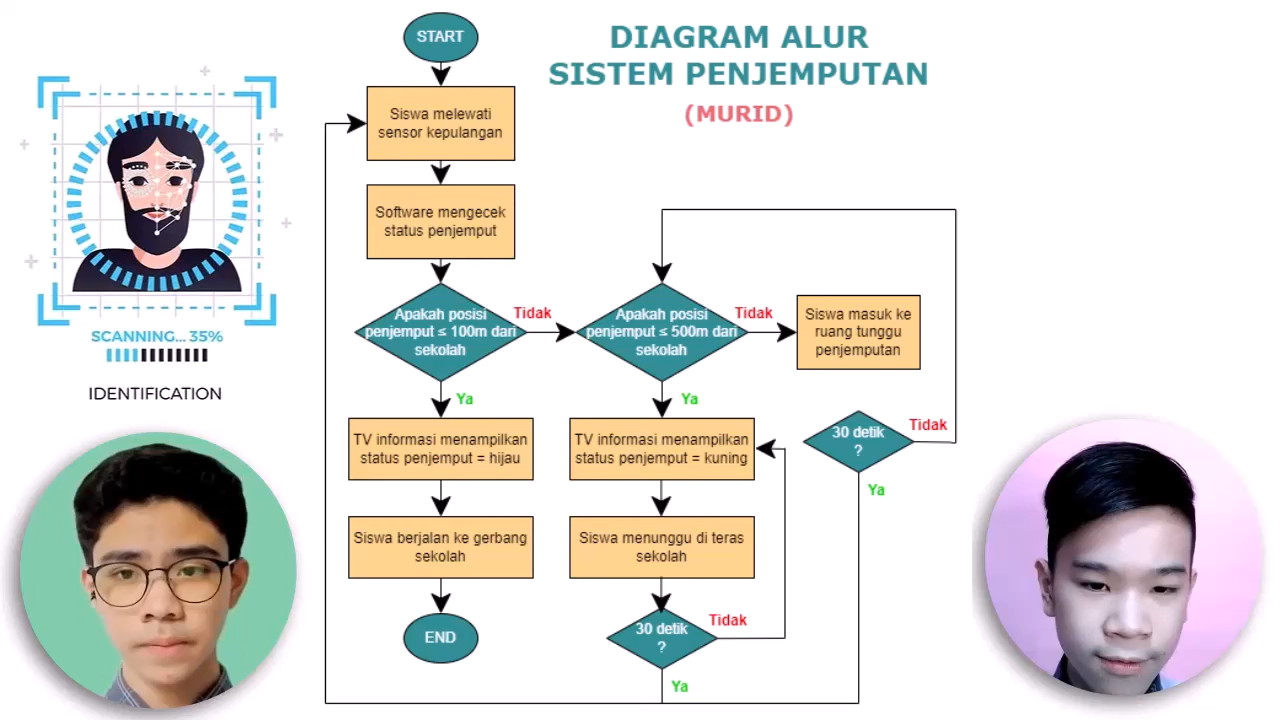 START
DIAGRAM ALUR
SISTEM PENJEMPUTAN
(MURID)
Siswa melewati
sensor kepulangan
Software mengecek
status penjemput
Apakah posisi
penjemput ≤ 100m dari
sekolah
Tidak
Apakah posisi
penjemput ≤ 500m dari
sekolah
Tidak
Siswa masuk ke
ruang tunggu
penjemputan
SCANNING... 35%
IDENTIFICATION
Ya
Ya
TV informasi menampilkan
status penjemput = hijau
TV informasi menampilkan
status penjemput = kuning
30 detik
?
Tidak
Ya
Siswa berjalan ke gerbang
sekolah
Siswa menunggu di teras
sekolah
END
30 detik
?
Tidak
Ya